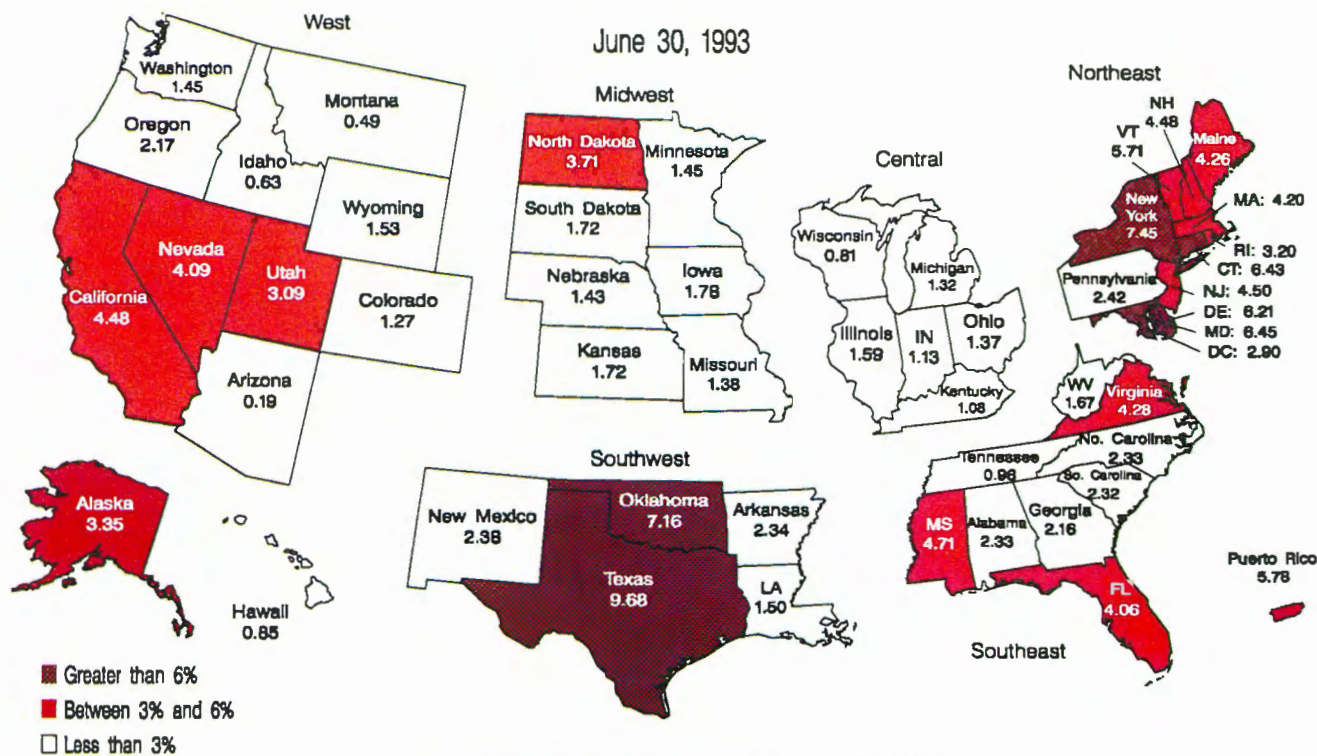 June 30, 1993
West
Washington
1.45
Oregon
2.17
Montana
0.49
Idaho
0.63
Wyoming
1.53
California
4.48
Nevada
4.09
Utah
3.09
Colorado
1.27
Arizona
0.19
Alaska
3.35
Hawaii
0.85
Midwest
North Dakota
3.71
Minnesota
1.45
South Dakota
1.72
Nebraska
1.43
Iowa
1.78
Kansas
1.72
Missouri
1.38
Central
Wisconsin
0.81
Michigan
1.32
Illinois
1.59
IN
1.13
Ohio
1.37
Kentucky
1.08
Northeast
NH
4.48
VT
5.71
Maine
4.26
New
York
7.45
MA: 4.20
RI: 3.20
CT: 6.43
NJ: 4.50
DE: 6.21
MD: 6.45
DC: 2.90
Pennsylvania
2.42
Southwest
New Mexico
2.38
Oklahoma
7.16
Arkansas
2.34
Texas
9.68
LA
1.50
WV
1.67
Virginia
4.28
No. Carolina
2.33
Tennessee
0.96
So. Carolina
2.32
MS
4.71
Alabama
2.33
Georgia
2.16
FL
4.06
Southeast
Puerto Rico
5.78
Greater than 6%
Between 3% and 6%
Less than 3%